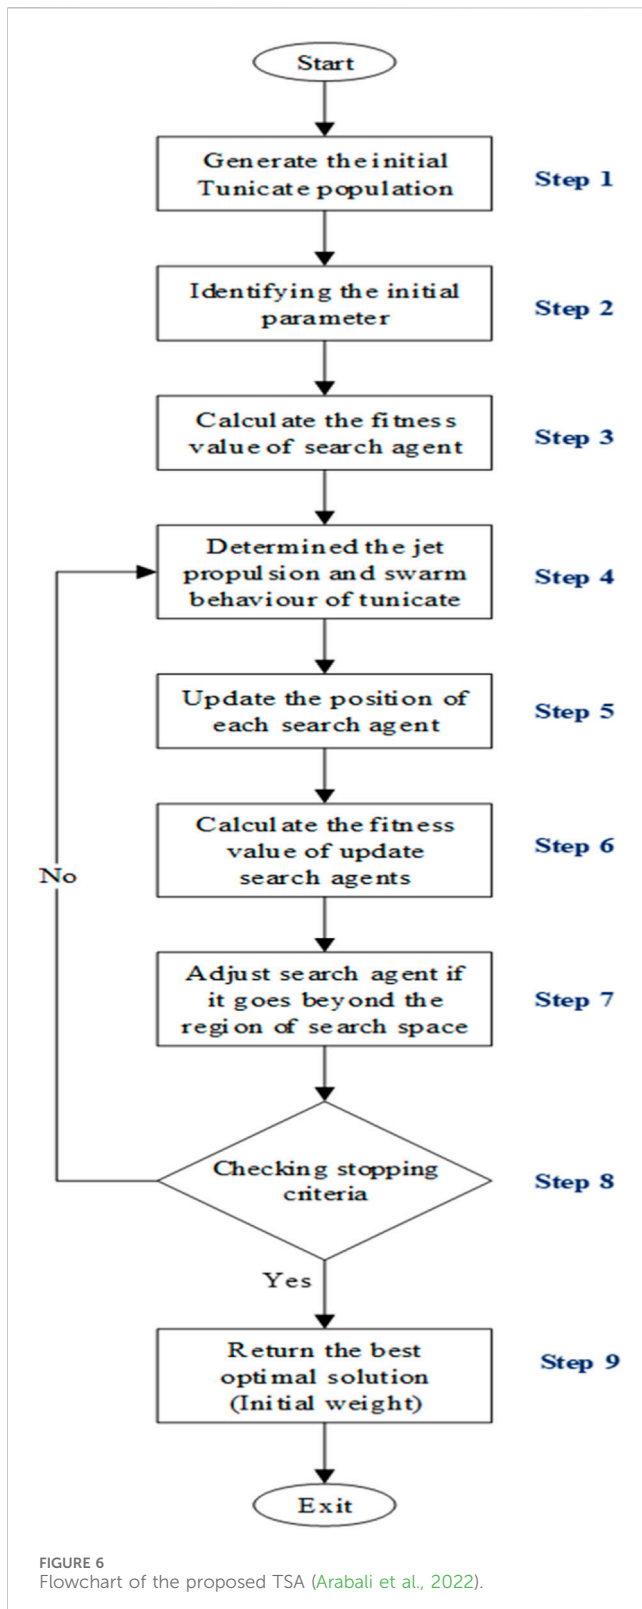 Start
Generate the initial
Tunicate population
Step 1
Identifying the initial
parameter
Step 2
Calculate the fitness
value of search agent
Step 3
Determined the jet
propulsion and swarm
behaviour of tunicate
Step 4
Update the position of
each search agent
Step 5
Calculate the fitness
value of update
search agents
Step 6
No
Adjust search agent if
it goes beyond the
region of search space
Step 7
Checking stopping
criteria
Step 8
Yes
Return the best
optimal solution
(Initial weight)
Step 9
Exit
FIGURE 6
Flowchart of the proposed TSA (Arabali et al., 2022).